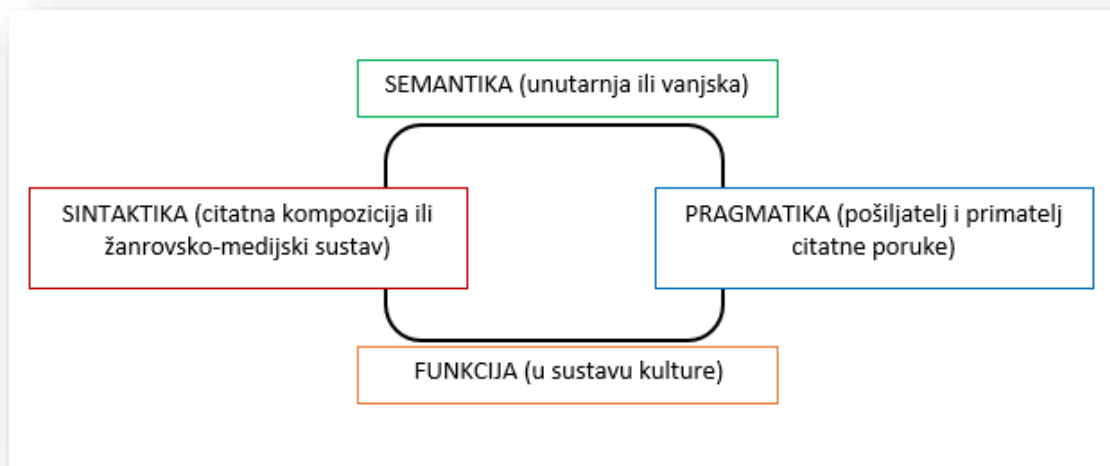 SEMANTIKA (unutarnja ili vanjska)
SINTAKTIKA (citatna kompozicija ili
žanrovsko-medijski sustav)
PRAGMATIKA (pošiljatelj i primatelj
citatne poruke)
FUNKCIJA (u sustavu kulture)